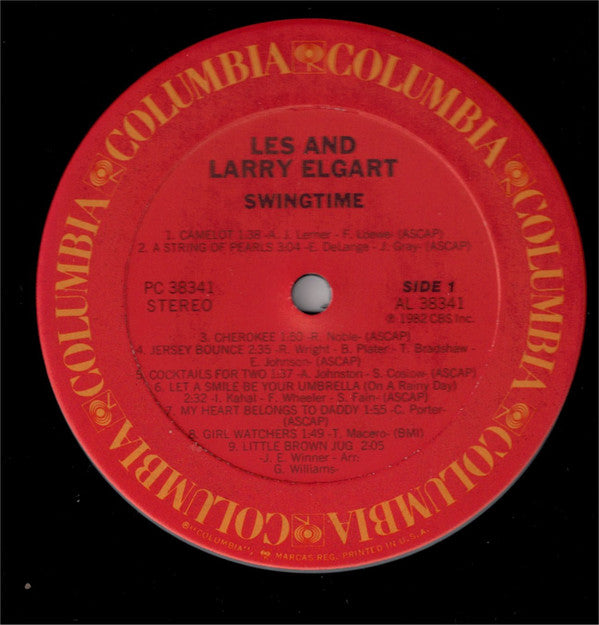 COLUMBIA COLUMBIA COLUMBIA COLUMBIA COLUMBIA COLUMBIA COLUMBIA COLUMBIA
LES AND
LARRY ELGART
SWINGTIME
1. CAMELOT 1:38 -A. J. Lerner - F. Loewe- (ASCAP)
2. A STRING OF PEARLS 3:04 -E. DeLange - J. Gray- (ASCAP)
PC 38341
STEREO
SIDE 1
AL 38341
℗ 1982 CBS Inc.
3. CHEROKEE 1:50 -R. Noble- (ASCAP)
4. JERSEY BOUNCE 2:35 -R. Wright - B. Plater - T. Bradshaw -
E. Johnson- (ASCAP)
5. COCKTAILS FOR TWO 1:37 -A. Johnston - S. Coslow- (ASCAP)
6. LET A SMILE BE YOUR UMBRELLA (On A Rainy Day)
2:32 -I. Kahal - F. Wheeler - S. Fain- (ASCAP)
7. MY HEART BELONGS TO DADDY 1:55 -C. Porter-
(ASCAP)
8. GIRL WATCHERS 1:49 -T. Macero- (BMI)
9. LITTLE BROWN JUG 2:05
-J. E. Winner - Arr.
G. Williams-
®"COLUMBIA", MARCAS REG. PRINTED IN U.S.A.